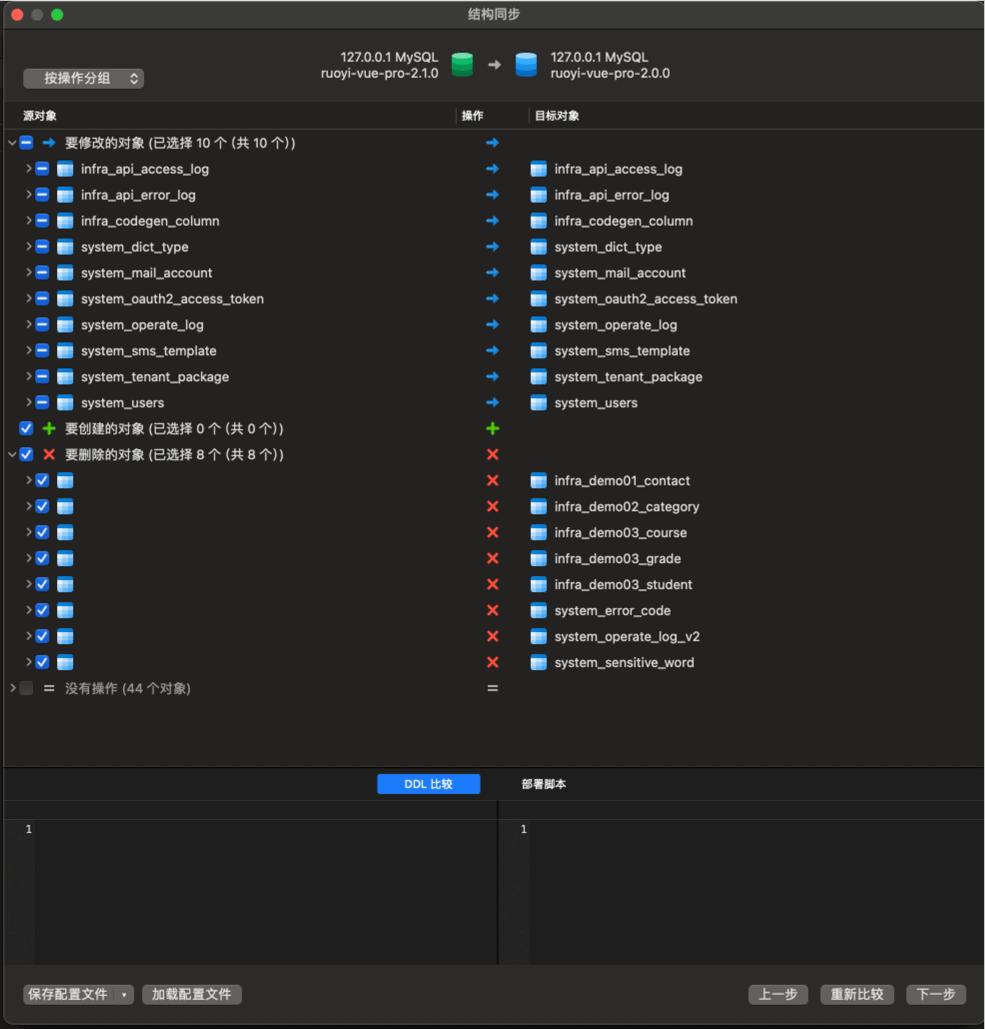 结构同步
按操作分组
127.0.0.1 MySQL
ruoyi-vue-pro-2.1.0
127.0.0.1 MySQL
ruoyi-vue-pro-2.0.0
源对象 操作 目标对象
要修改的对象 (已选择 10 个 (共 10 个))
infra_api_access_log infra_api_access_log
infra_api_error_log infra_api_error_log
infra_codegen_column infra_codegen_column
system_dict_type system_dict_type
system_mail_account system_mail_account
system_oauth2_access_token system_oauth2_access_token
system_operate_log system_operate_log
system_sms_template system_sms_template
system_tenant_package system_tenant_package
system_users system_users
要创建的对象 (已选择 0 个 (共 0 个))
要删除的对象 (已选择 8 个 (共 8 个))
infra_demo01_contact
infra_demo02_category
infra_demo03_course
infra_demo03_grade
infra_demo03_student
system_error_code
system_operate_log_v2
system_sensitive_word
= 没有操作 (44 个对象) =
DDL 比较 部署脚本
1 1
保存配置文件 加载配置文件 上一步 重新比较 下一步